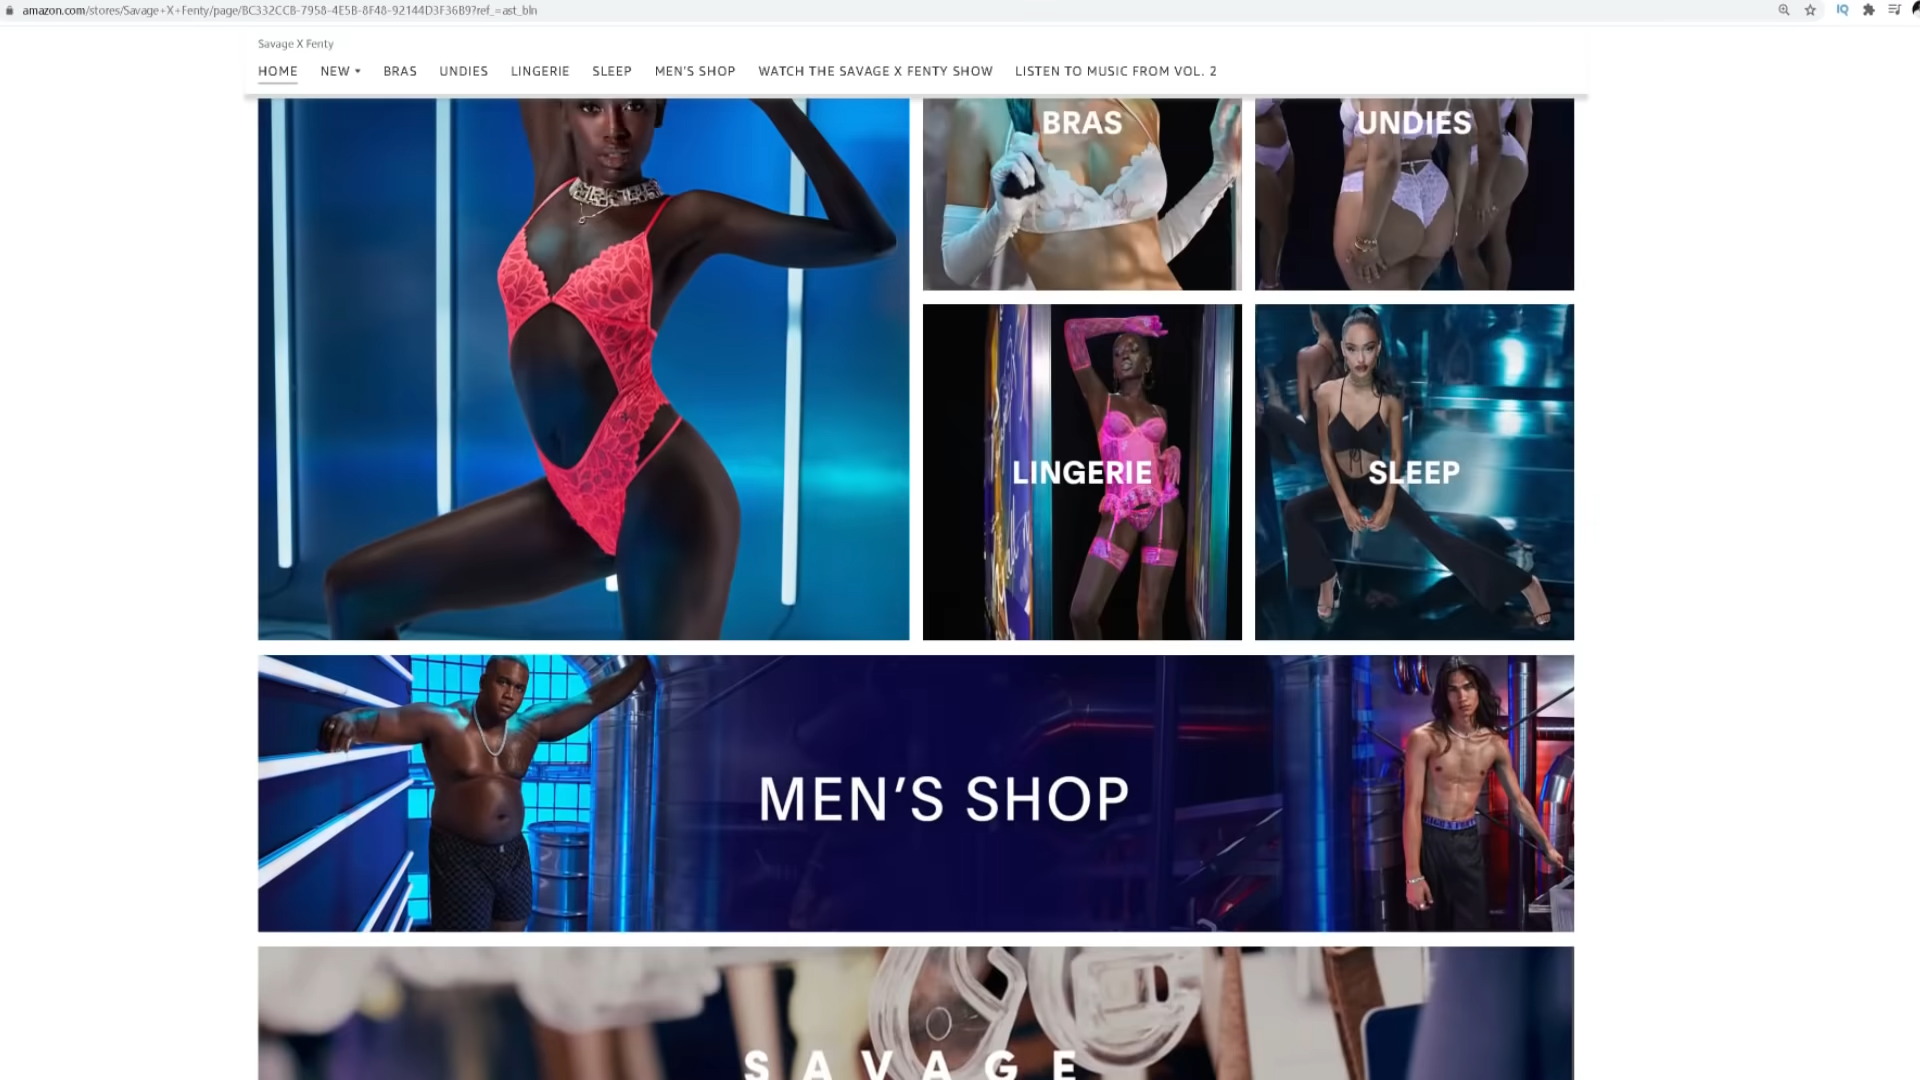 amazon.com/stores/Savage+X+Fenty/page/BC332CCB-7958-4E5B-8F48-92144D3F36B9?ref_=ast_bln
IQ
Savage X Fenty
HOME NEW BRAS UNDIES LINGERIE SLEEP MEN'S SHOP WATCH THE SAVAGE X FENTY SHOW LISTEN TO MUSIC FROM VOL. 2
BRAS
UNDIES
LINGERIE
SLEEP
MEN'S SHOP
SAVAGE